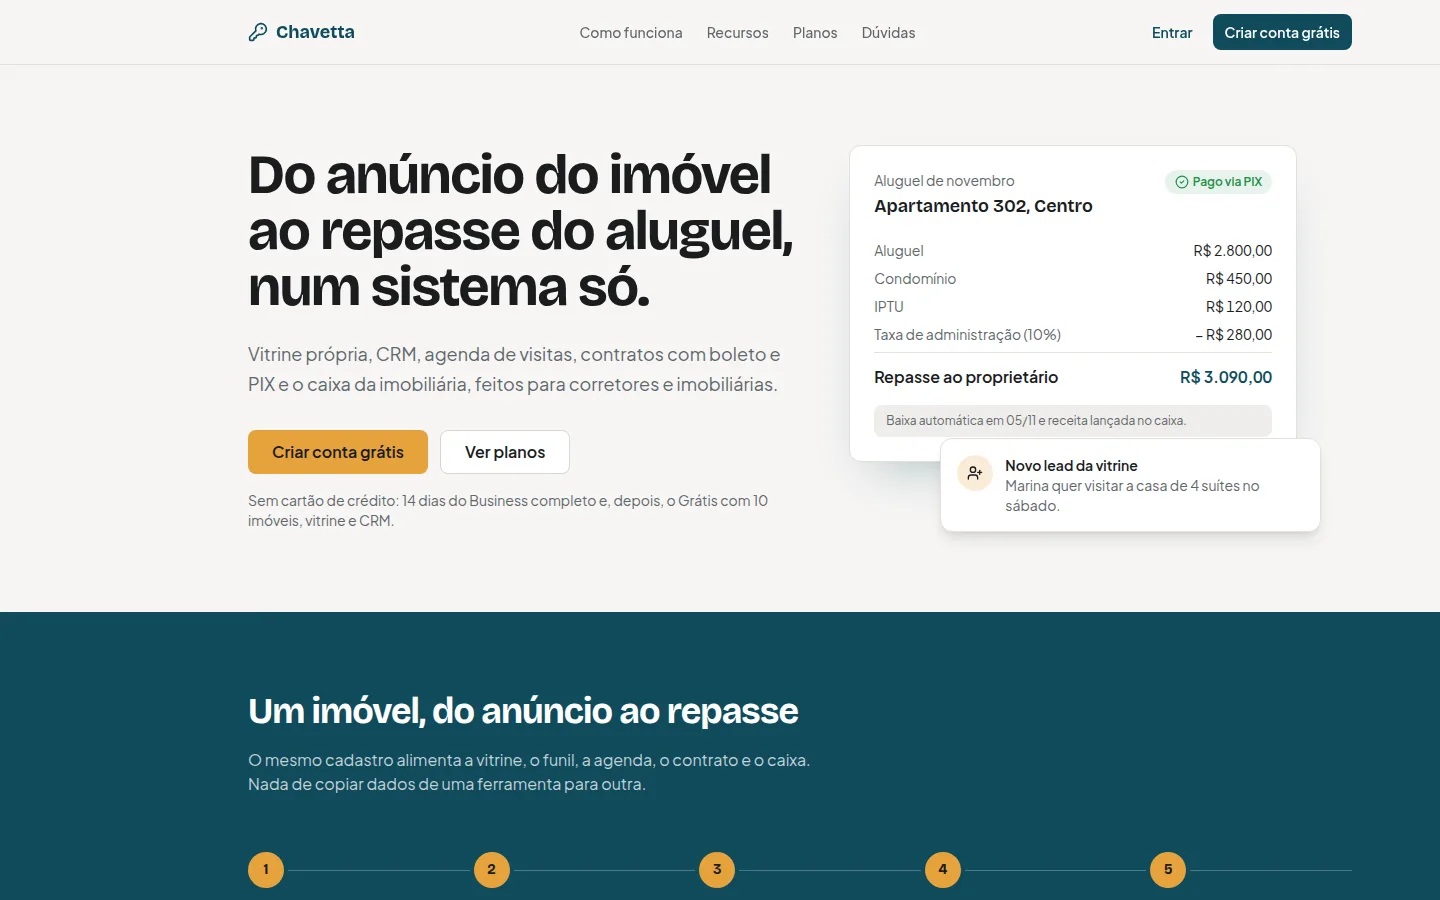 Chavetta
Como funciona
Recursos
Planos
Dúvidas
Entrar
Criar conta grátis
Do anúncio do imóvel
ao repasse do aluguel,
num sistema só.
Vitrine própria, CRM, agenda de visitas, contratos com boleto e
PIX e o caixa da imobiliária, feitos para corretores e imobiliárias.
Criar conta grátis
Ver planos
Sem cartão de crédito: 14 dias do Business completo e, depois, o Grátis com 10
imóveis, vitrine e CRM.
Aluguel de novembro
Pago via PIX
Apartamento 302, Centro
Aluguel R$ 2.800,00
Condomínio R$ 450,00
IPTU R$ 120,00
Taxa de administração (10%) – R$ 280,00
Repasse ao proprietário R$ 3.090,00
Baixa automática em 05/11 e receita lançada no caixa.
Novo lead da vitrine
Marina quer visitar a casa de 4 suítes no
sábado.
Um imóvel, do anúncio ao repasse
O mesmo cadastro alimenta a vitrine, o funil, a agenda, o contrato e o caixa.
Nada de copiar dados de uma ferramenta para outra.
1 2 3 4 5